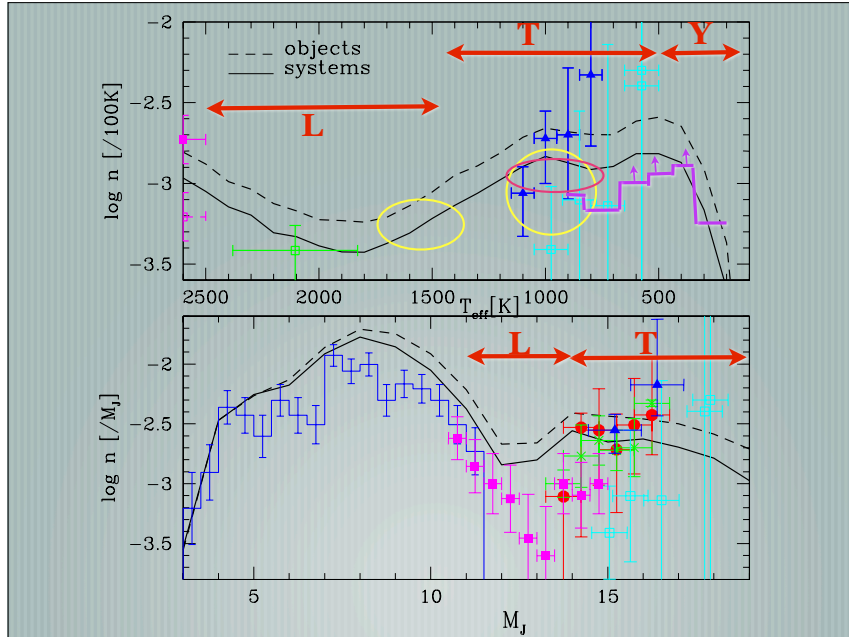 -2
objects
systems
T
Y
-2.5
L
log n [/100K]
-3
-3.5
2500 2000 1500 1000 500
T_eff[K]
-2
L
T
-2.5
log n [/M_J]
-3
-3.5
5 10 15
M_J